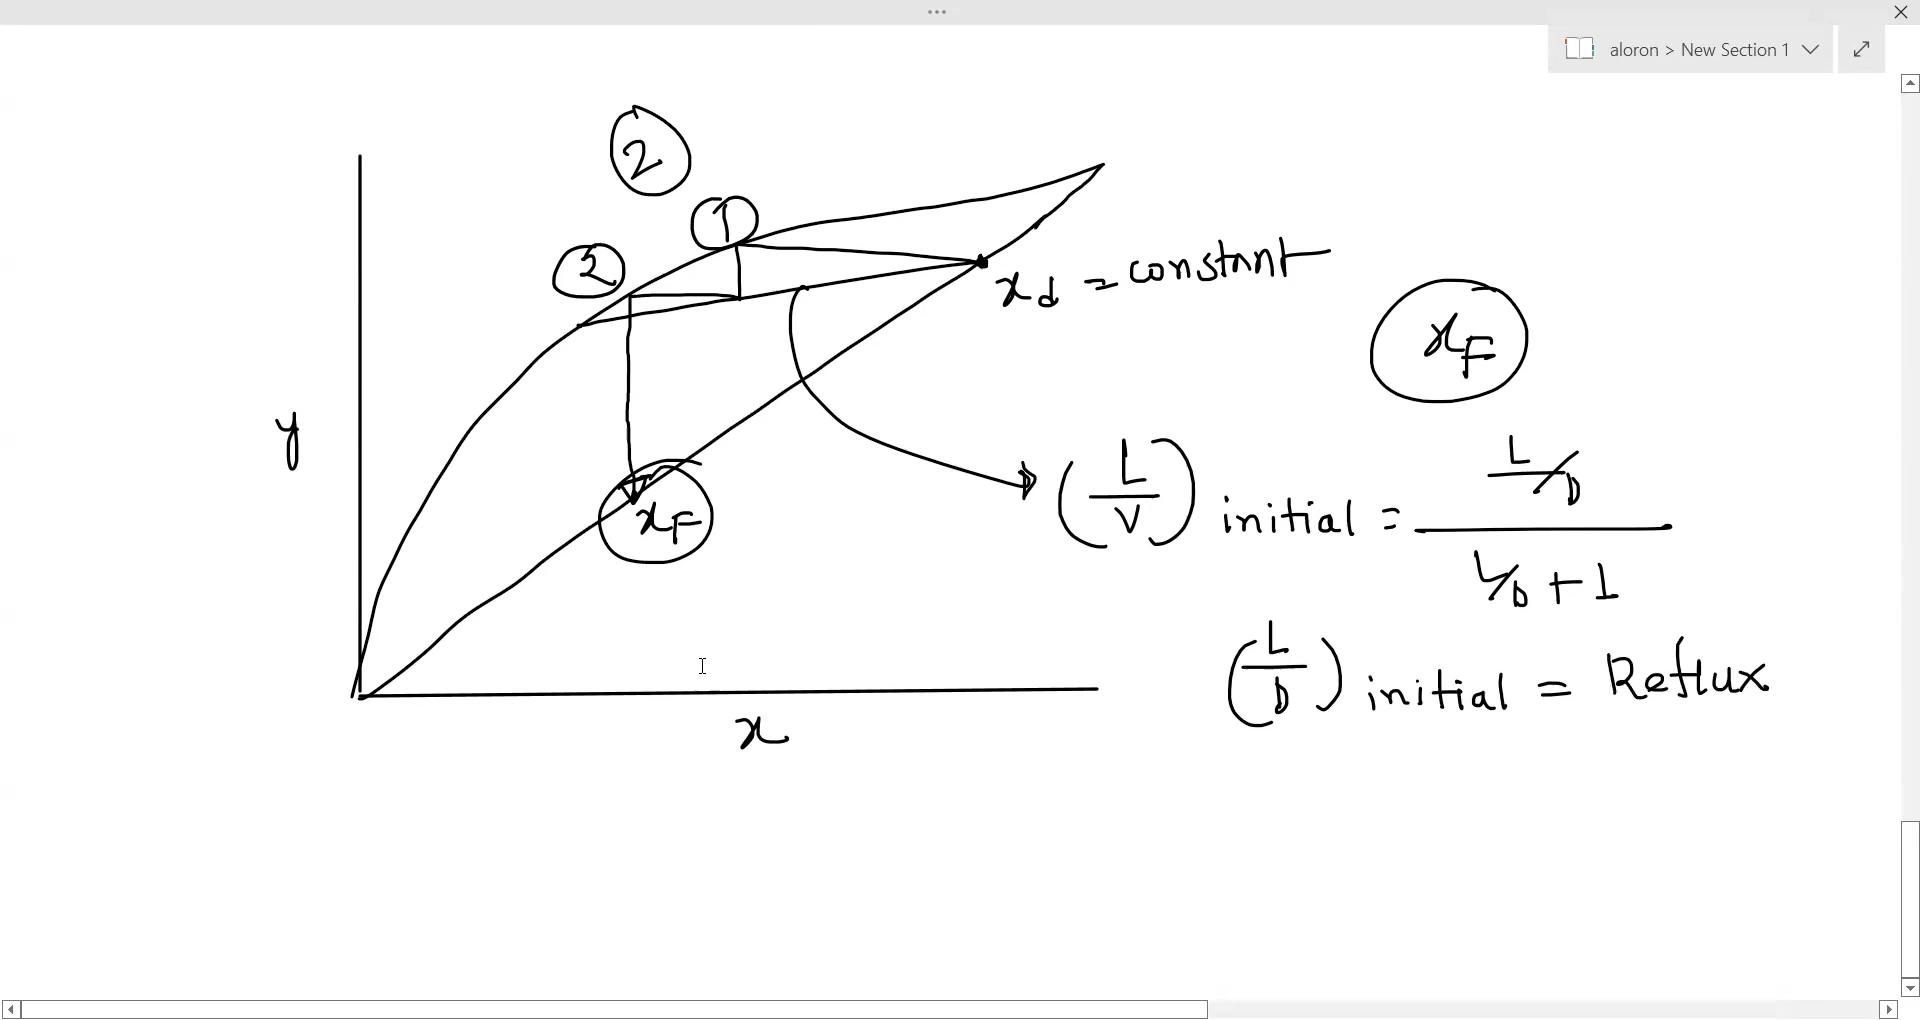 aloron > New Section 1
2
1
2
x_d = constant
x_F
y
x_F
(L/V) initial = (L/D)/(L/D + 1)
(L/D) initial = Reflux
x